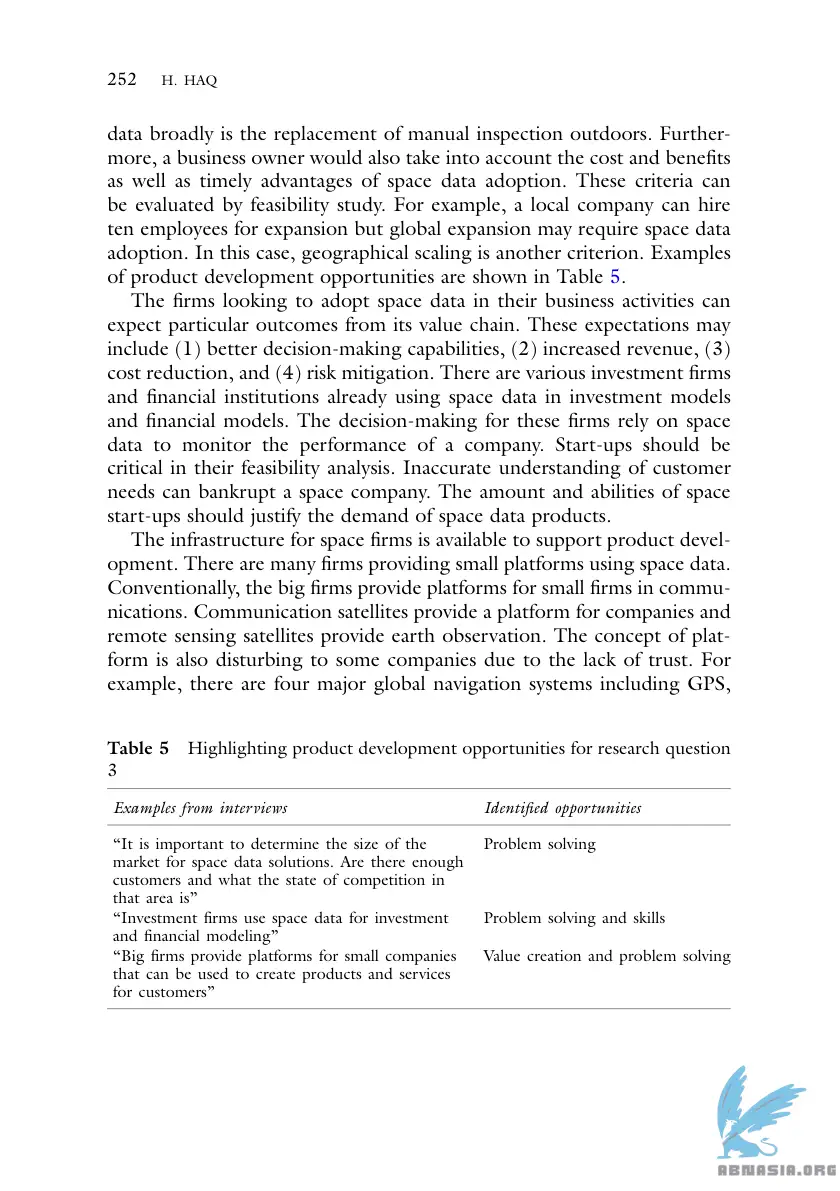 252 H. HAQ
data broadly is the replacement of manual inspection outdoors. Further-
more, a business owner would also take into account the cost and benefits
as well as timely advantages of space data adoption. These criteria can
be evaluated by feasibility study. For example, a local company can hire
ten employees for expansion but global expansion may require space data
adoption. In this case, geographical scaling is another criterion. Examples
of product development opportunities are shown in Table 5.
The firms looking to adopt space data in their business activities can
expect particular outcomes from its value chain. These expectations may
include (1) better decision-making capabilities, (2) increased revenue, (3)
cost reduction, and (4) risk mitigation. There are various investment firms
and financial institutions already using space data in investment models
and financial models. The decision-making for these firms rely on space
data to monitor the performance of a company. Start-ups should be
critical in their feasibility analysis. Inaccurate understanding of customer
needs can bankrupt a space company. The amount and abilities of space
start-ups should justify the demand of space data products.
The infrastructure for space firms is available to support product devel-
opment. There are many firms providing small platforms using space data.
Conventionally, the big firms provide platforms for small firms in commu-
nications. Communication satellites provide a platform for companies and
remote sensing satellites provide earth observation. The concept of plat-
form is also disturbing to some companies due to the lack of trust. For
example, there are four major global navigation systems including GPS,
Table 5 Highlighting product development opportunities for research question
3
Examples from interviews Identified opportunities
“It is important to determine the size of the Problem solving
market for space data solutions. Are there enough
customers and what the state of competition in
that area is”
“Investment firms use space data for investment Problem solving and skills
and financial modeling”
“Big firms provide platforms for small companies Value creation and problem solving
that can be used to create products and services
for customers”
ABNASIA.ORG